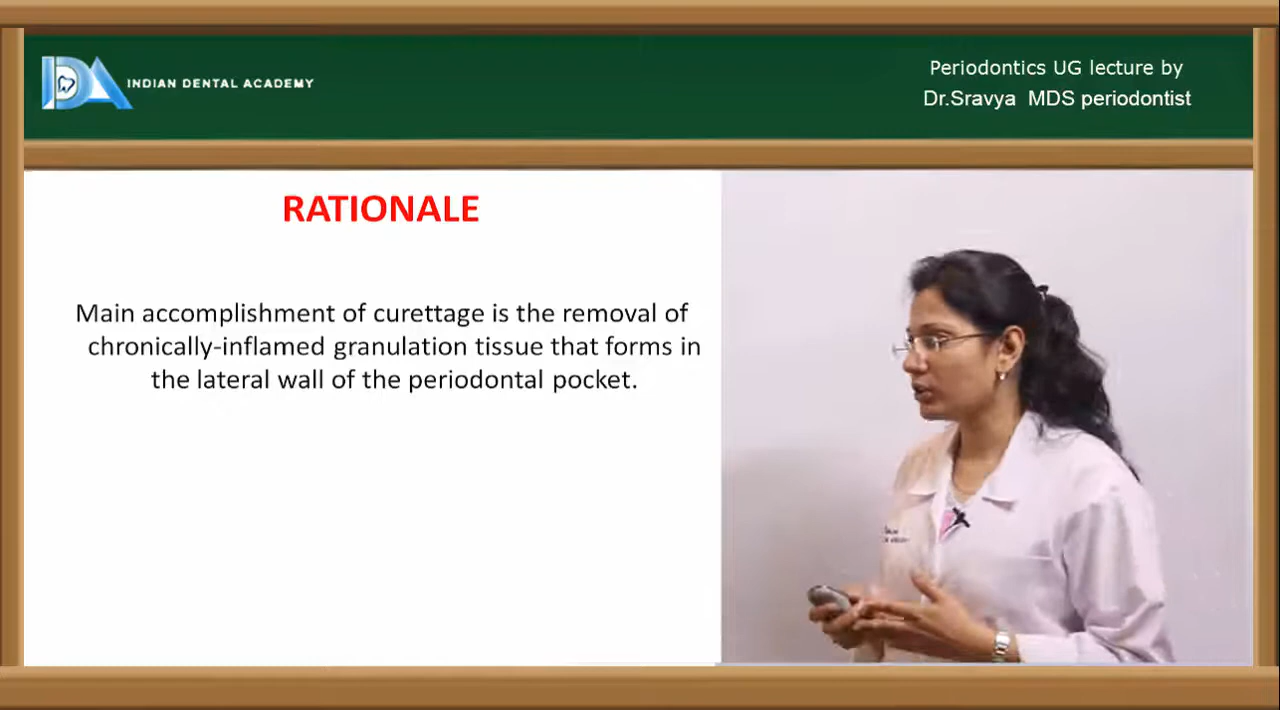 IDA
INDIAN DENTAL ACADEMY
Periodontics UG lecture by
Dr.Sravya MDS periodontist
RATIONALE
Main accomplishment of curettage is the removal of
chronically-inflamed granulation tissue that forms in
the lateral wall of the periodontal pocket.